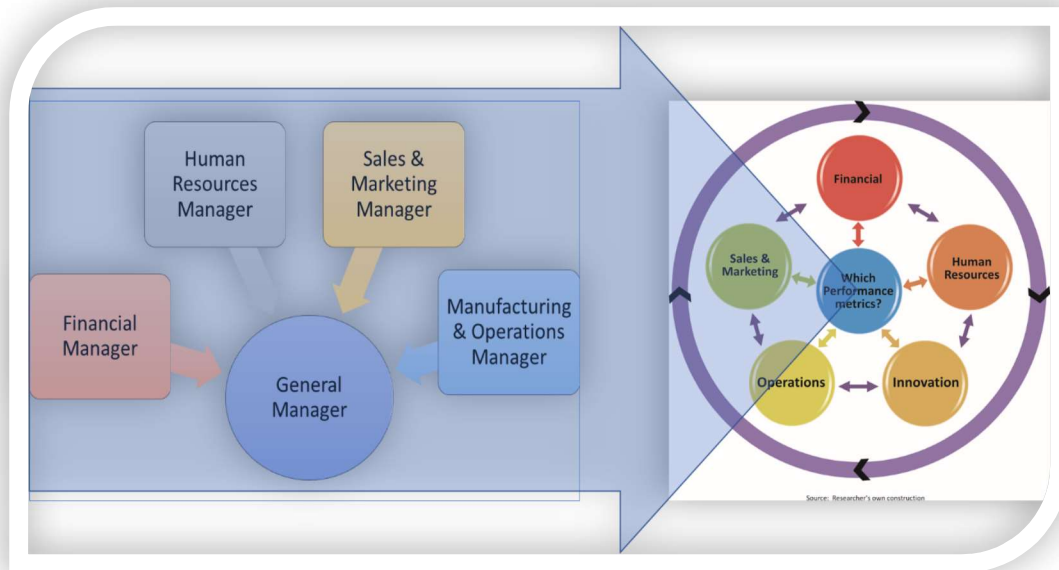 Human
Resources
Manager
Sales &
Marketing
Manager
Financial
Manager
Manufacturing
& Operations
Manager
General
Manager
Financial
Sales &
Marketing
Human
Resources
Which
Performance
metrics?
Operations
Innovation
Source: Researcher's own construction